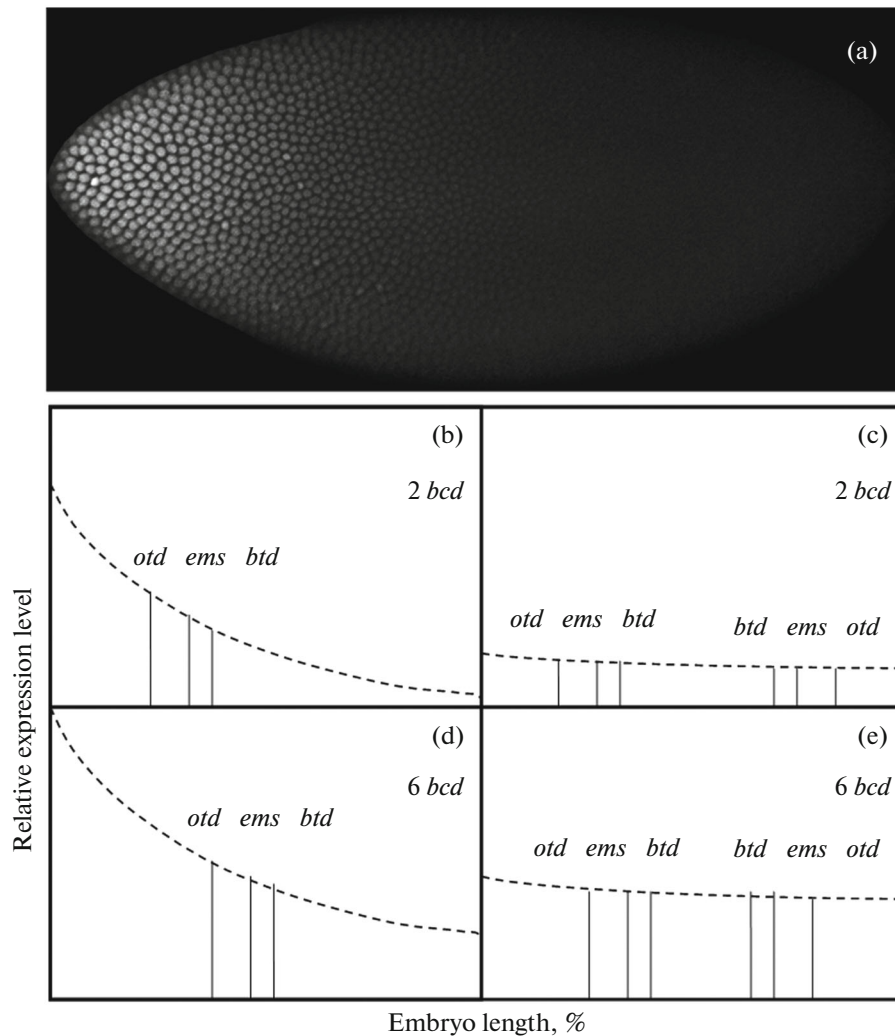 (a)
(b)
2 bcd
otd ems btd
(c)
2 bcd
otd ems btd
btd ems otd
(d)
6 bcd
otd ems btd
(e)
6 bcd
otd ems btd
btd ems otd
Relative expression level
Embryo length, %